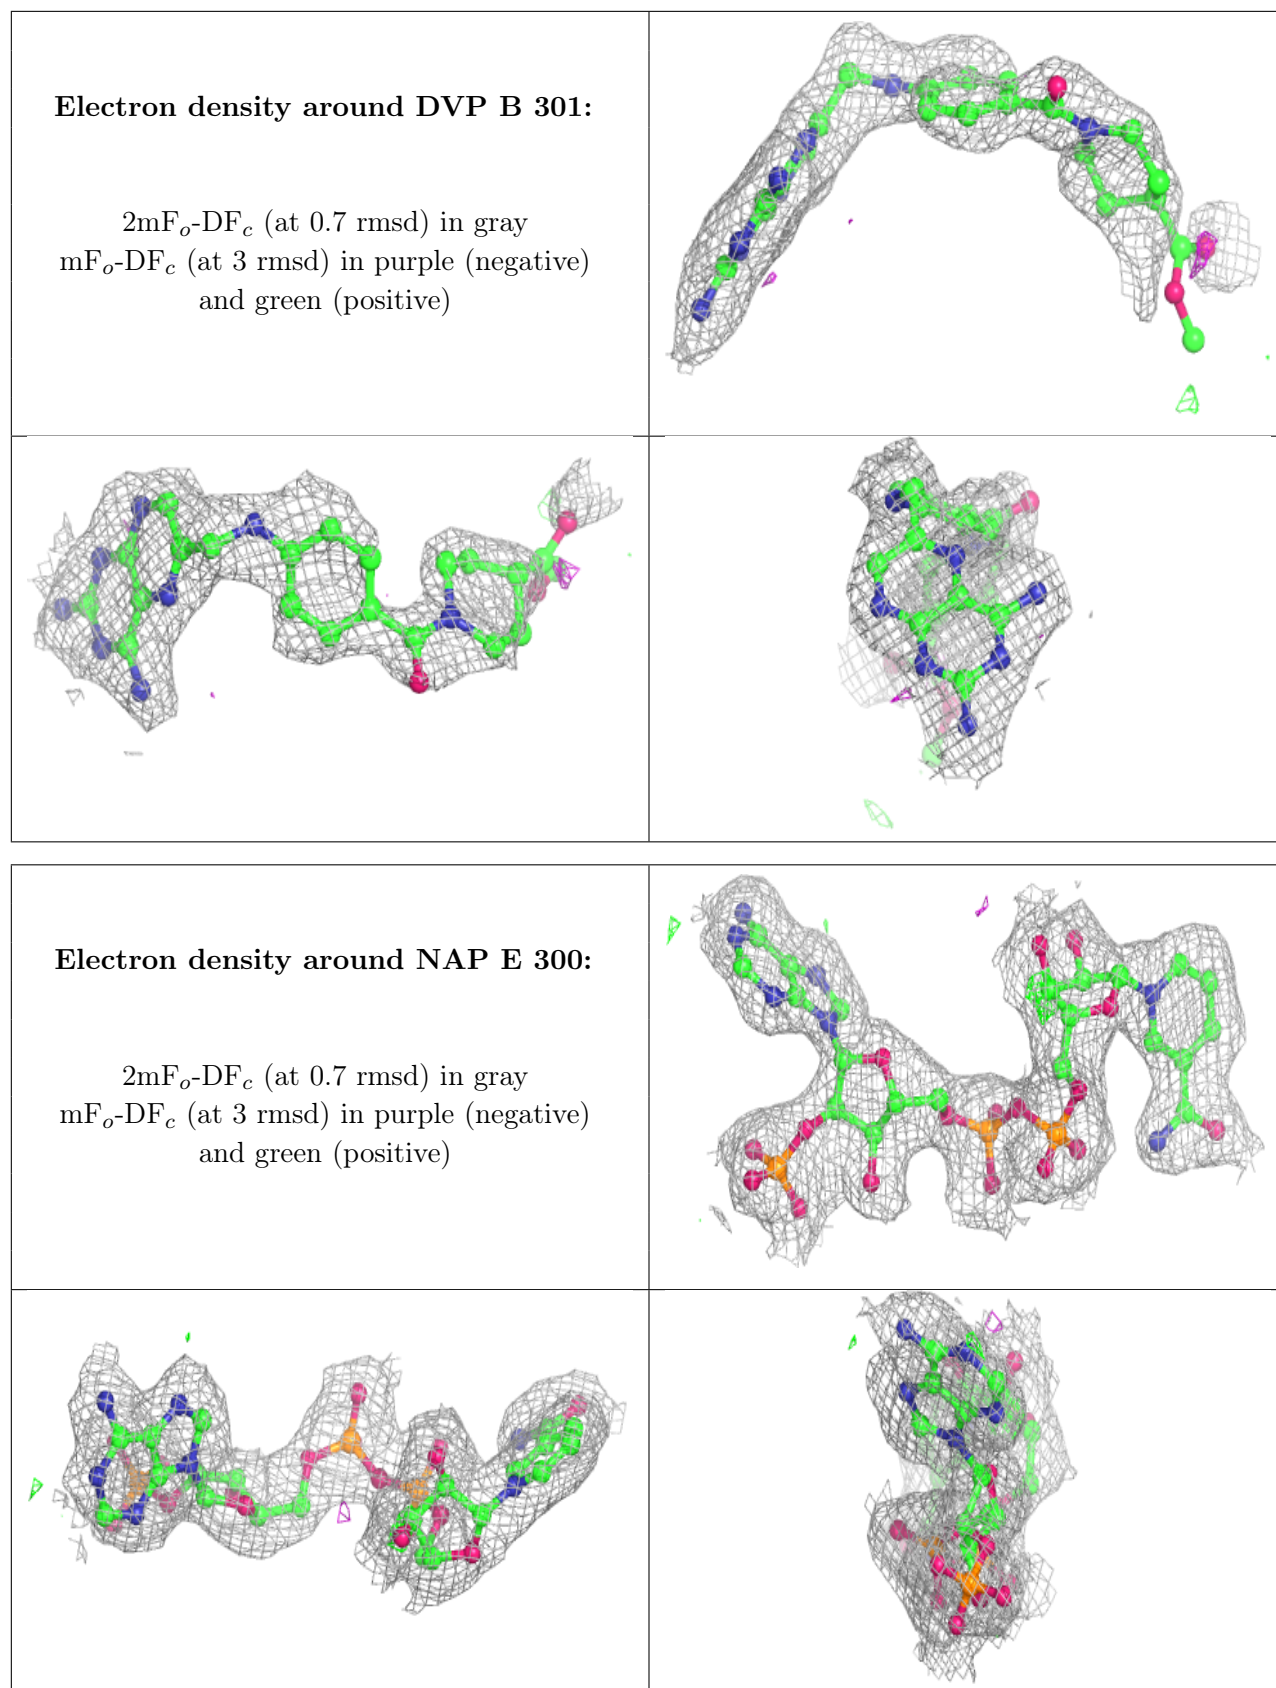 Electron density around DVP B 301:
2mFo-DFc (at 0.7 rmsd) in gray
mFo-DFc (at 3 rmsd) in purple (negative)
and green (positive)
Electron density around NAP E 300:
2mFo-DFc (at 0.7 rmsd) in gray
mFo-DFc (at 3 rmsd) in purple (negative)
and green (positive)